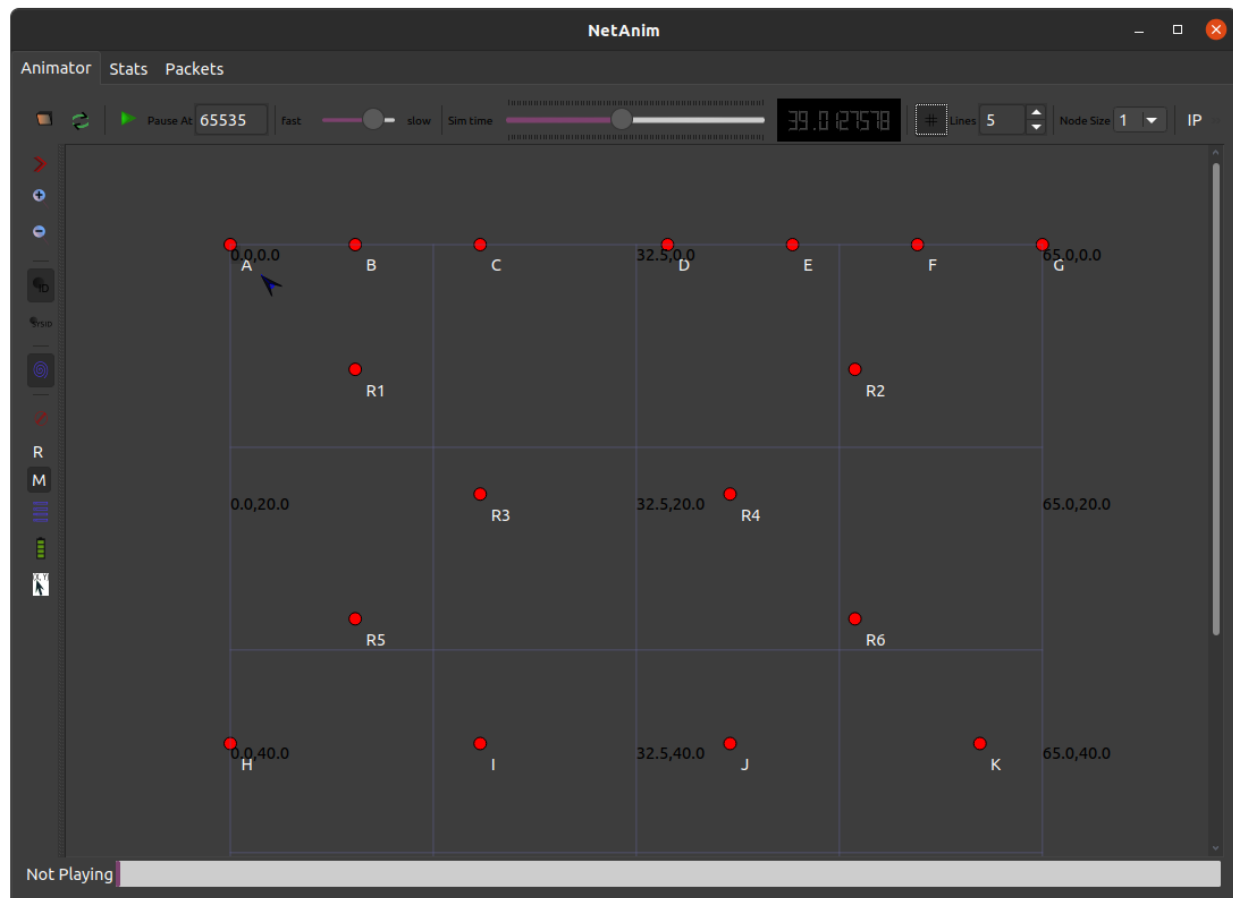 NetAnim
Animator Stats Packets
Pause At 65535 fast slow Sim time 39.0127578 Lines 5 Node Size 1 IP
ID
SYSID
0.0,0.0 32.5,0.0 65.0,0.0
A B C D E F G
R1 R2
R
M
0.0,20.0 32.5,20.0 65.0,20.0
R3 R4
X,Y
R5 R6
0.0,40.0 32.5,40.0 65.0,40.0
H I J K
Not Playing